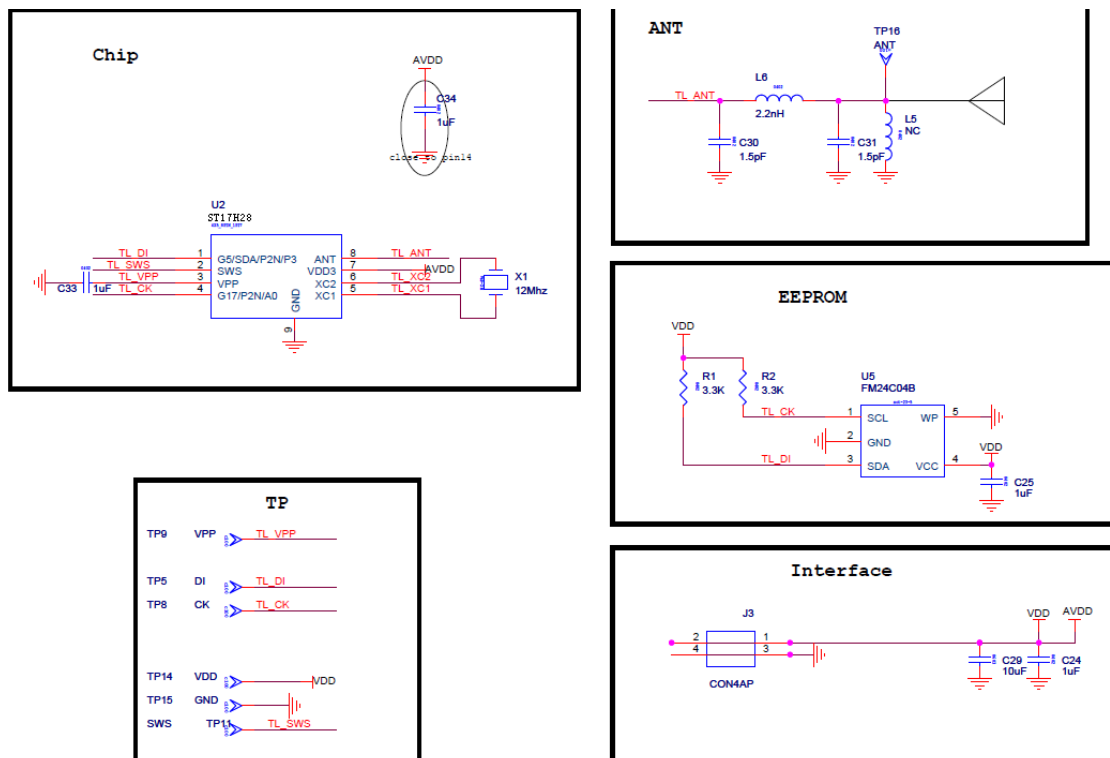 Chip
AVDD
C34
1uF
close to pin14
U2
ST17H28
TL_DI
1
G5/SDA/P2N/P3
ANT
8
TL_ANT
TL_SWS
2
SWS
VDD3
7
AVDD
TL_VPP
3
VPP
XC2
6
TL_XC2
TL_CK
4
G17/P2N/A0
XC1
5
TL_XC1
C33
1uF
GND
9
X1
12Mhz
ANT
TP16
ANT
TL_ANT
L6
2.2nH
L5
NC
C30
1.5pF
C31
1.5pF
EEPROM
VDD
R1
3.3K
R2
3.3K
U5
FM24C04B
TL_CK
1
SCL
WP
5
2
GND
VDD
TL_DI
3
SDA
VCC
4
C25
1uF
TP
TP9 VPP TL_VPP
TP5 DI TL_DI
TP8 CK TL_CK
TP14 VDD VDD
TP15 GND
SWS TP11 TL_SWS
Interface
J3
2
1
4
3
CON4AP
VDD
AVDD
C29
10uF
C24
1uF